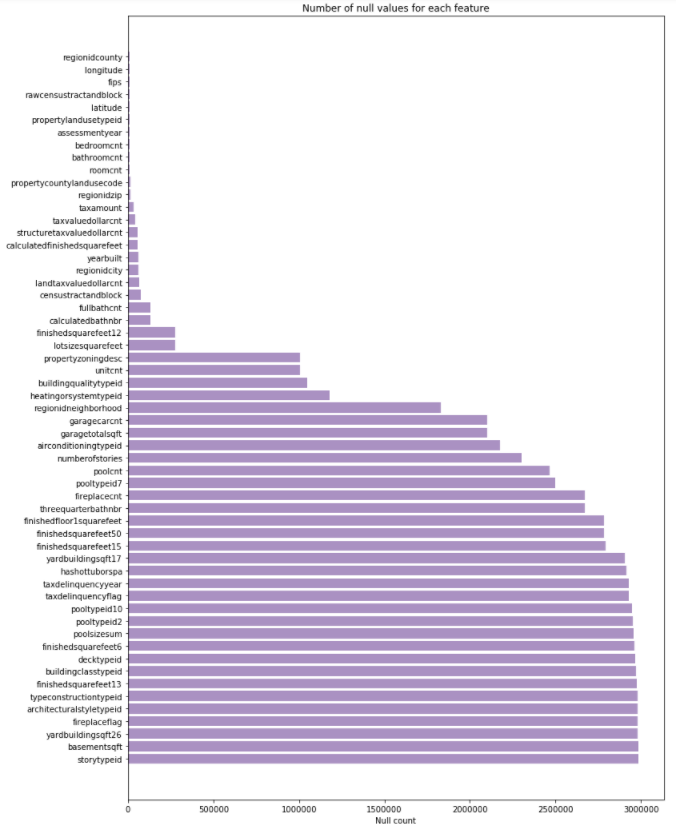 Number of null values for each feature
regionidcounty
longitude
fips
rawcensustractandblock
latitude
propertylandusetypeid
assessmentyear
bedroomcnt
bathroomcnt
roomcnt
propertycountylandusecode
regionidzip
taxamount
taxvaluedollarcnt
structuretaxvaluedollarcnt
calculatedfinishedsquarefeet
yearbuilt
regionidcity
landtaxvaluedollarcnt
censustractandblock
fullbathcnt
calculatedbathnbr
finishedsquarefeet12
lotsizesquarefeet
propertyzoningdesc
unitcnt
buildingqualitytypeid
heatingorsystemtypeid
regionidneighborhood
garagecarcnt
garagetotalsqft
airconditioningtypeid
numberofstories
poolcnt
pooltypeid7
fireplacecnt
threequarterbathnbr
finishedfloor1squarefeet
finishedsquarefeet50
finishedsquarefeet15
yardbuildingsqft17
hashottuborspa
taxdelinquencyyear
taxdelinquencyflag
pooltypeid10
pooltypeid2
poolsizesum
finishedsquarefeet6
decktypeid
buildingclasstypeid
finishedsquarefeet13
typeconstructiontypeid
architecturalstyletypeid
fireplaceflag
yardbuildingsqft26
basementsqft
storytypeid
0 500000 1000000 1500000 2000000 2500000 3000000
Null count